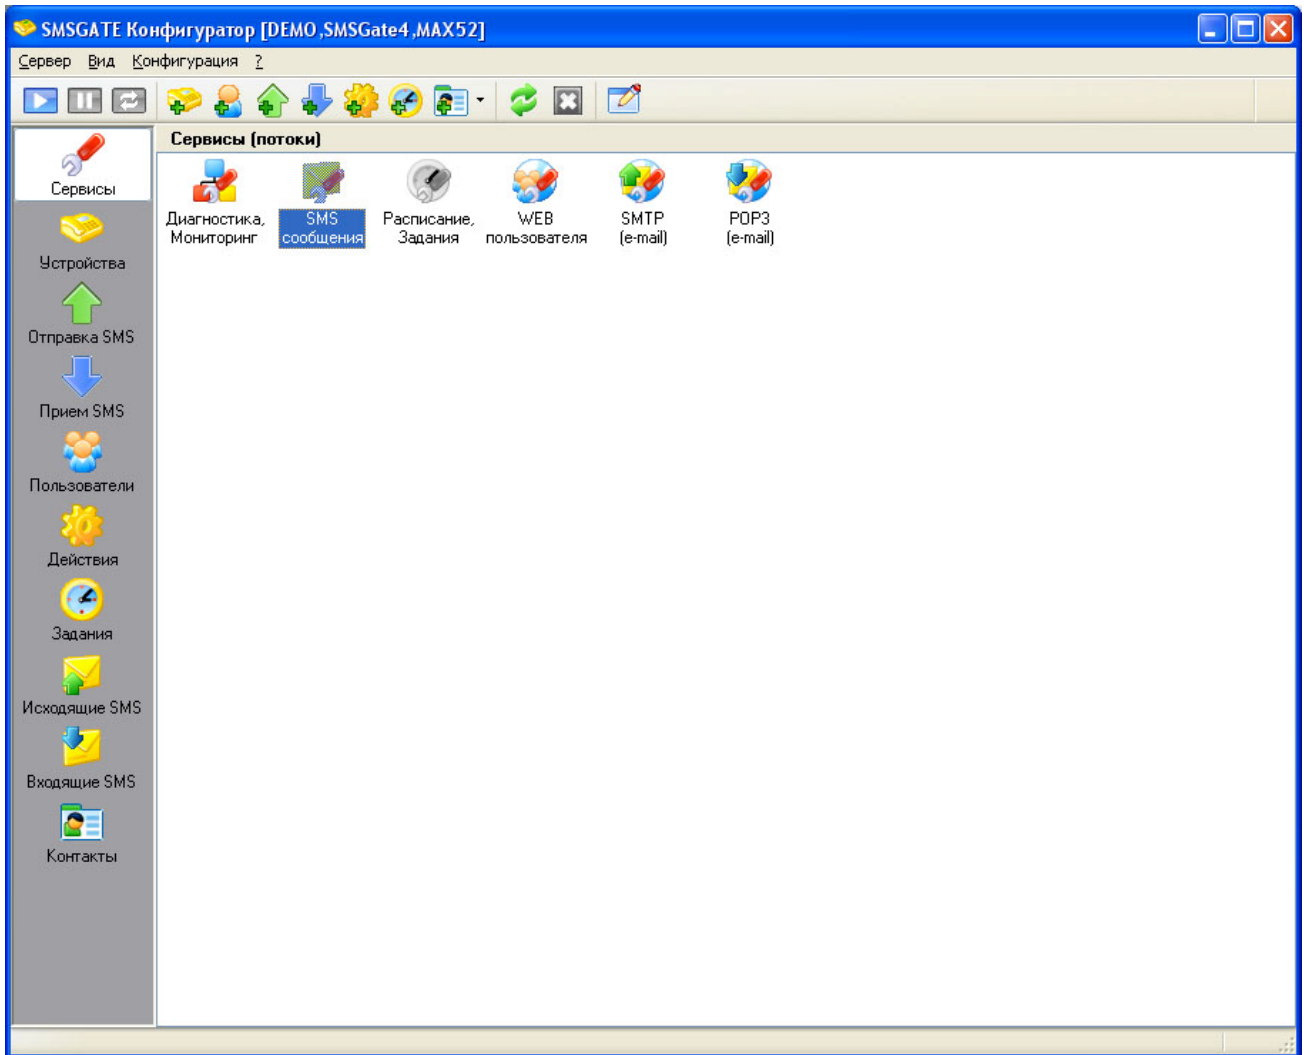 SMSGATE Конфигуратор [DEMO,SMSGate4,MAX52]
Сервер Вид Конфигурация ?
Сервисы (потоки)
Сервисы
Устройства
Отправка SMS
Прием SMS
Пользователи
Действия
Задания
Исходящие SMS
Входящие SMS
Контакты
Диагностика,
Мониторинг
SMS
сообщения
Расписание,
Задания
WEB
пользователя
SMTP
(e-mail)
POP3
(e-mail)